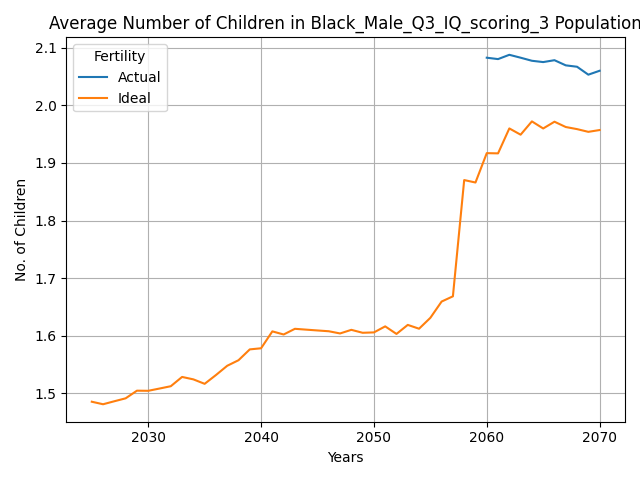 Average Number of Children in Black_Male_Q3_IQ_scoring_3 Population
Fertility
Actual
Ideal
2.1
2.0
1.9
1.8
1.7
1.6
1.5
No. of Children
2030 2040 2050 2060 2070
Years